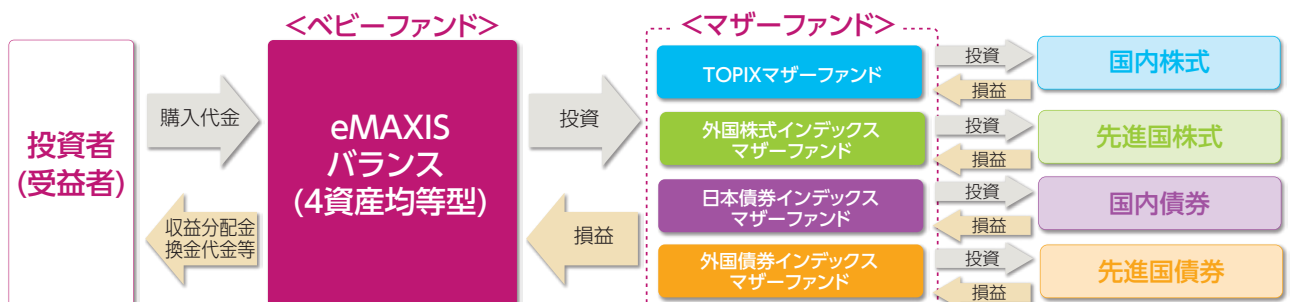 <ベビーファンド>
<マザーファンド>
投資者
(受益者)
購入代金
収益分配金
換金代金等
eMAXIS
バランス
(4資産均等型)
投資
損益
TOPIXマザーファンド
投資
損益
国内株式
外国株式インデックス
マザーファンド
投資
損益
先進国株式
日本債券インデックス
マザーファンド
投資
損益
国内債券
外国債券インデックス
マザーファンド
投資
損益
先進国債券